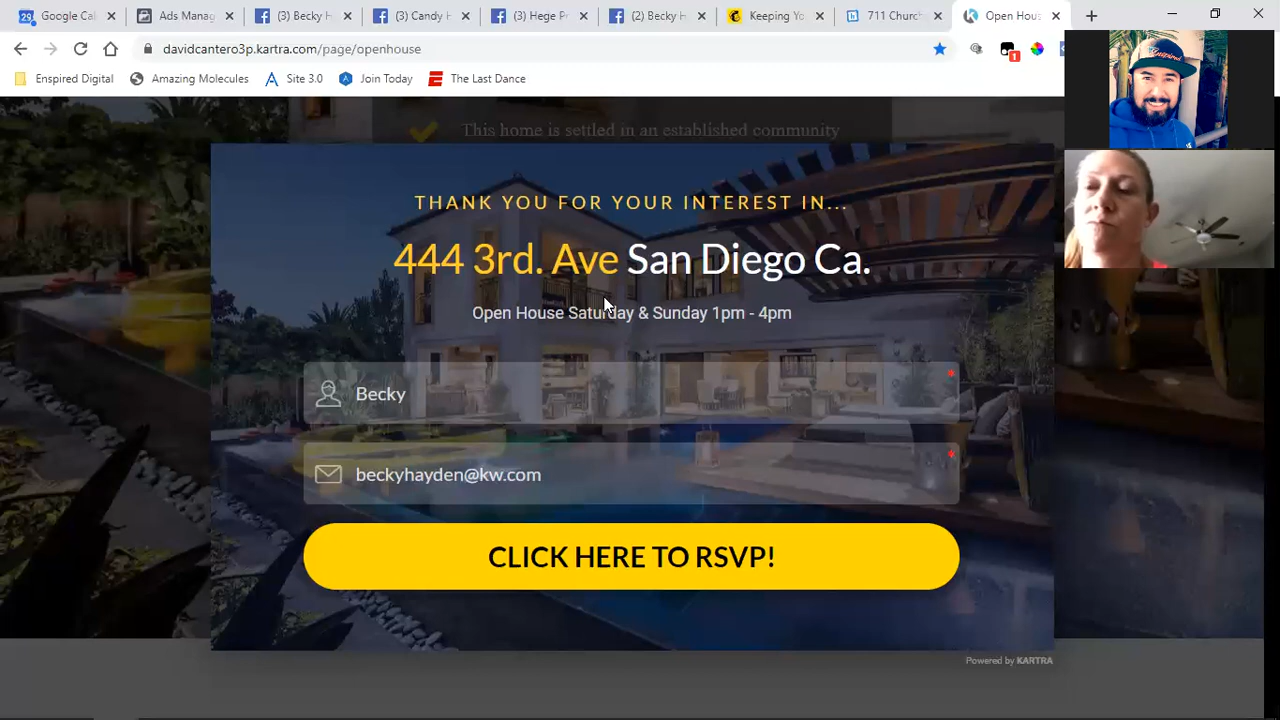 Google Cal
Ads Manag
(3) Becky H
(3) Candy H
(3) Hege P
(2) Becky H
Keeping Yo
711 Church
Open Hous
davidcantero3p.kartra.com/page/openhouse
1
Enspired Digital
Amazing Molecules
Site 3.0
Join Today
The Last Dance
This home is settled in an established community
THANK YOU FOR YOUR INTEREST IN...
444 3rd. Ave San Diego Ca.
Open House Saturday & Sunday 1pm - 4pm
Becky
*
beckyhayden@kw.com
*
CLICK HERE TO RSVP!
Powered by KARTRA